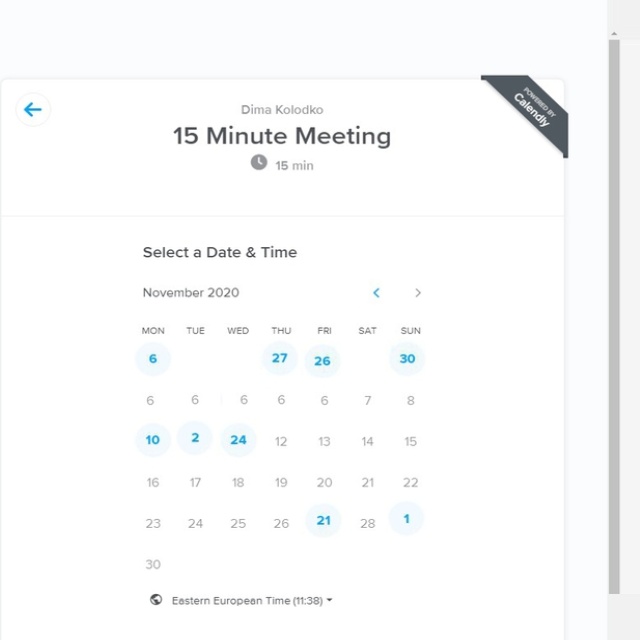 POWERED BY
Calendly
Dima Kolodko
15 Minute Meeting
15 min
Select a Date & Time
November 2020
MON TUE WED THU FRI SAT SUN
6 27 26 30
6 6 6 6 6 7 8
10 2 24 12 13 14 15
16 17 18 19 20 21 22
23 24 25 26 21 28 1
30
Eastern European Time (11:38)